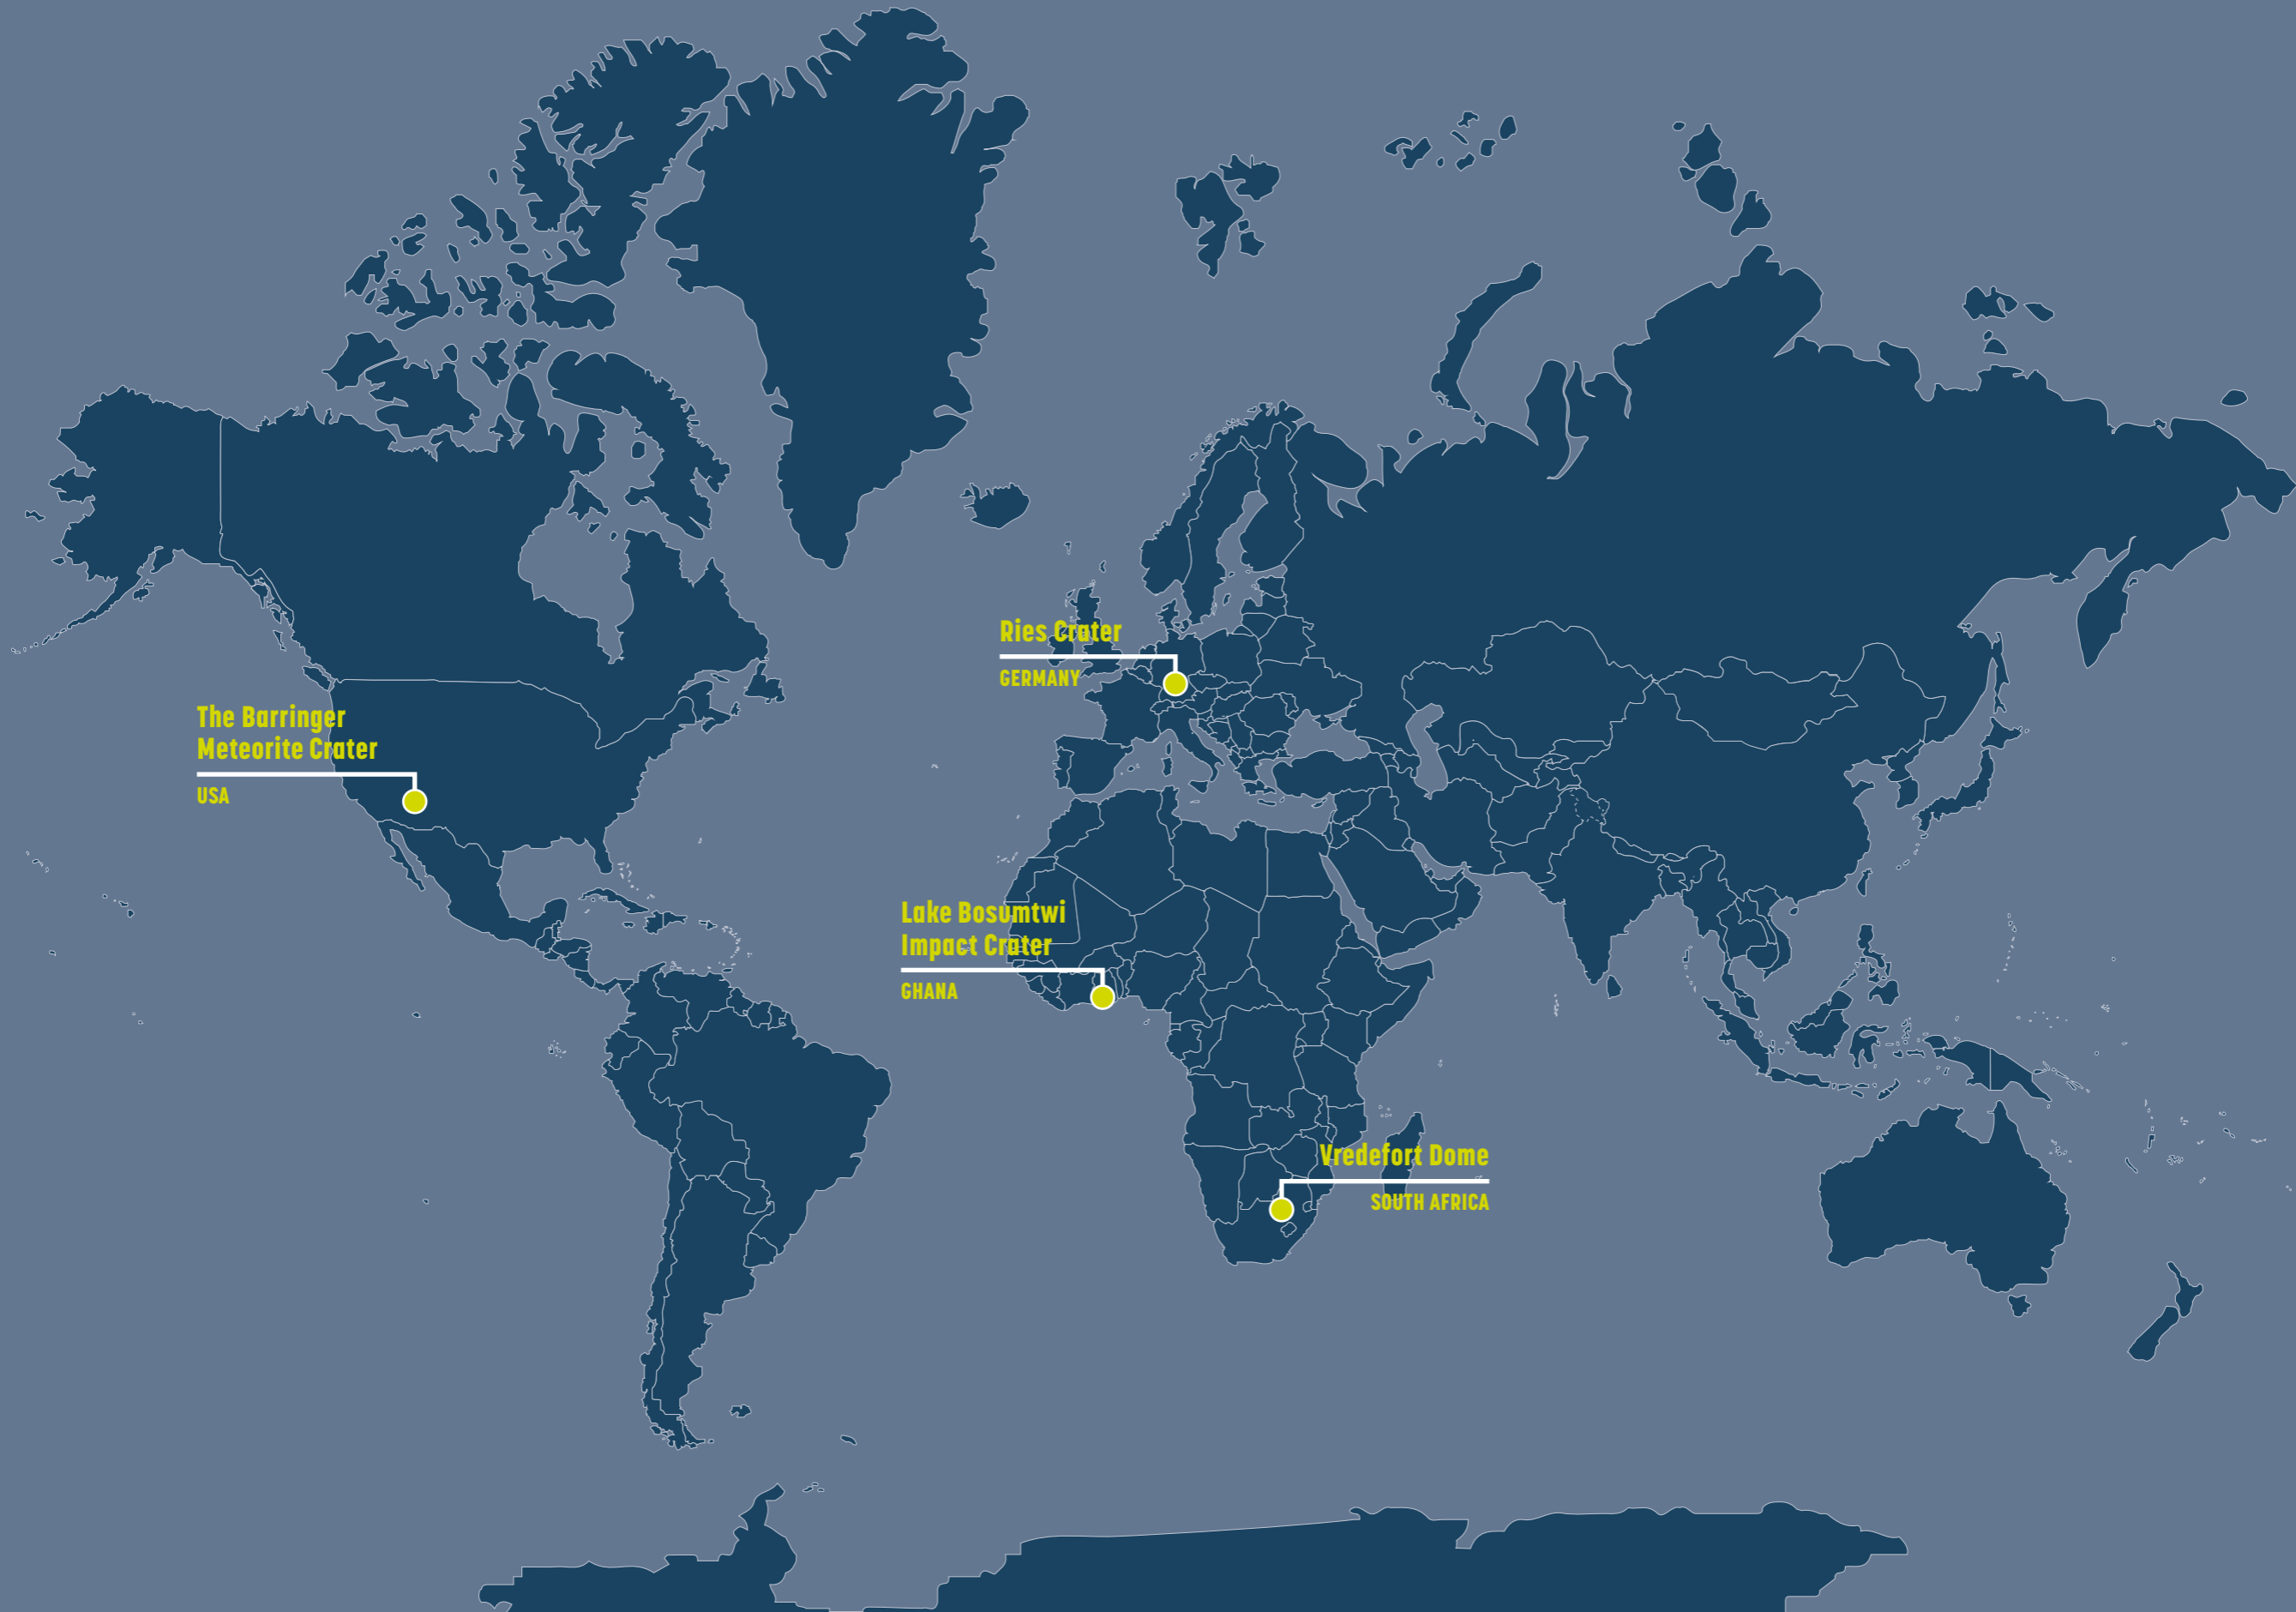 Ries Crater
GERMANY
The Barringer
Meteorite Crater
USA
Lake Bosumtwi
Impact Crater
GHANA
Vredefort Dome
SOUTH AFRICA